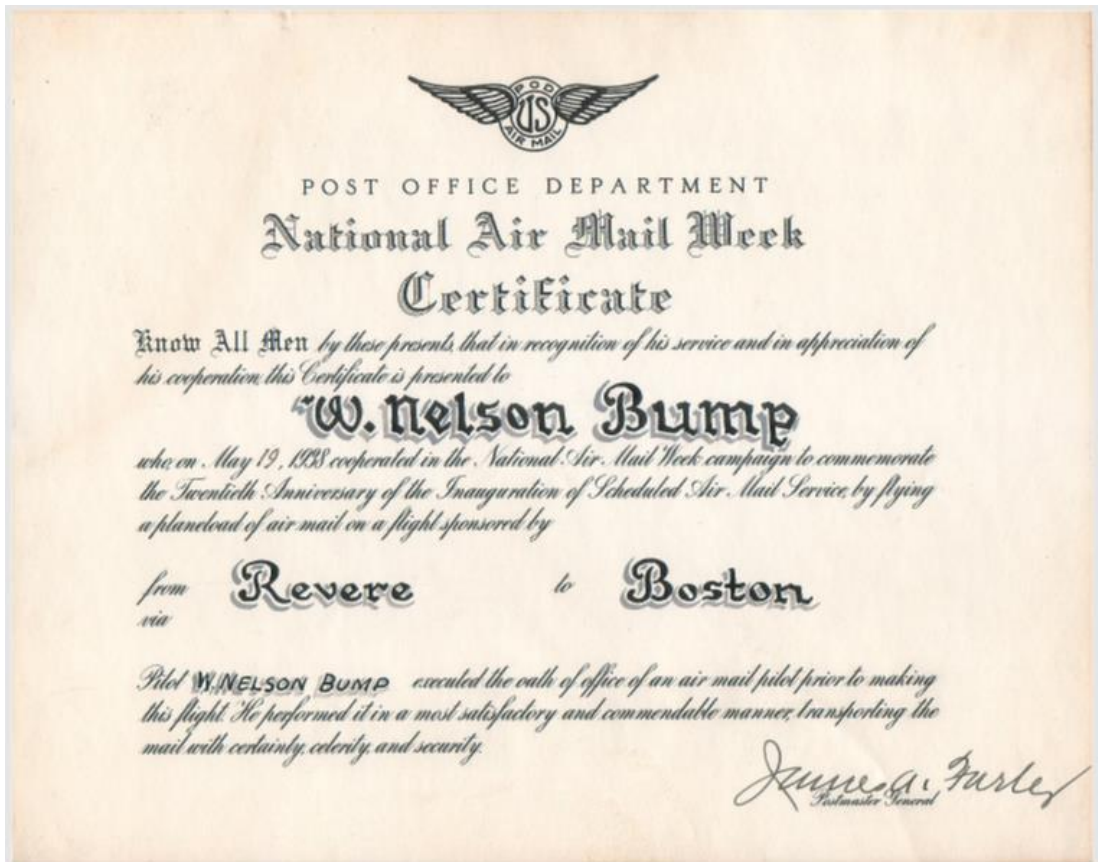 POD
US
AIR MAIL
POST OFFICE DEPARTMENT
National Air Mail Week
Certificate
Know All Men by these presents, that in recognition of his service and in appreciation of
his cooperation, this Certificate is presented to
W. Nelson Bump
who, on May 19, 1938 cooperated in the National Air Mail Week campaign to commemorate
the Twentieth Anniversary of the Inauguration of Scheduled Air Mail Service, by flying
a planeload of air mail on a flight sponsored by
from Revere to Boston
via
Pilot W. NELSON BUMP executed the oath of office of an air mail pilot prior to making
this flight. He performed it in a most satisfactory and commendable manner, transporting the
mail with certainty, celerity, and security.
James A. Farley
Postmaster General